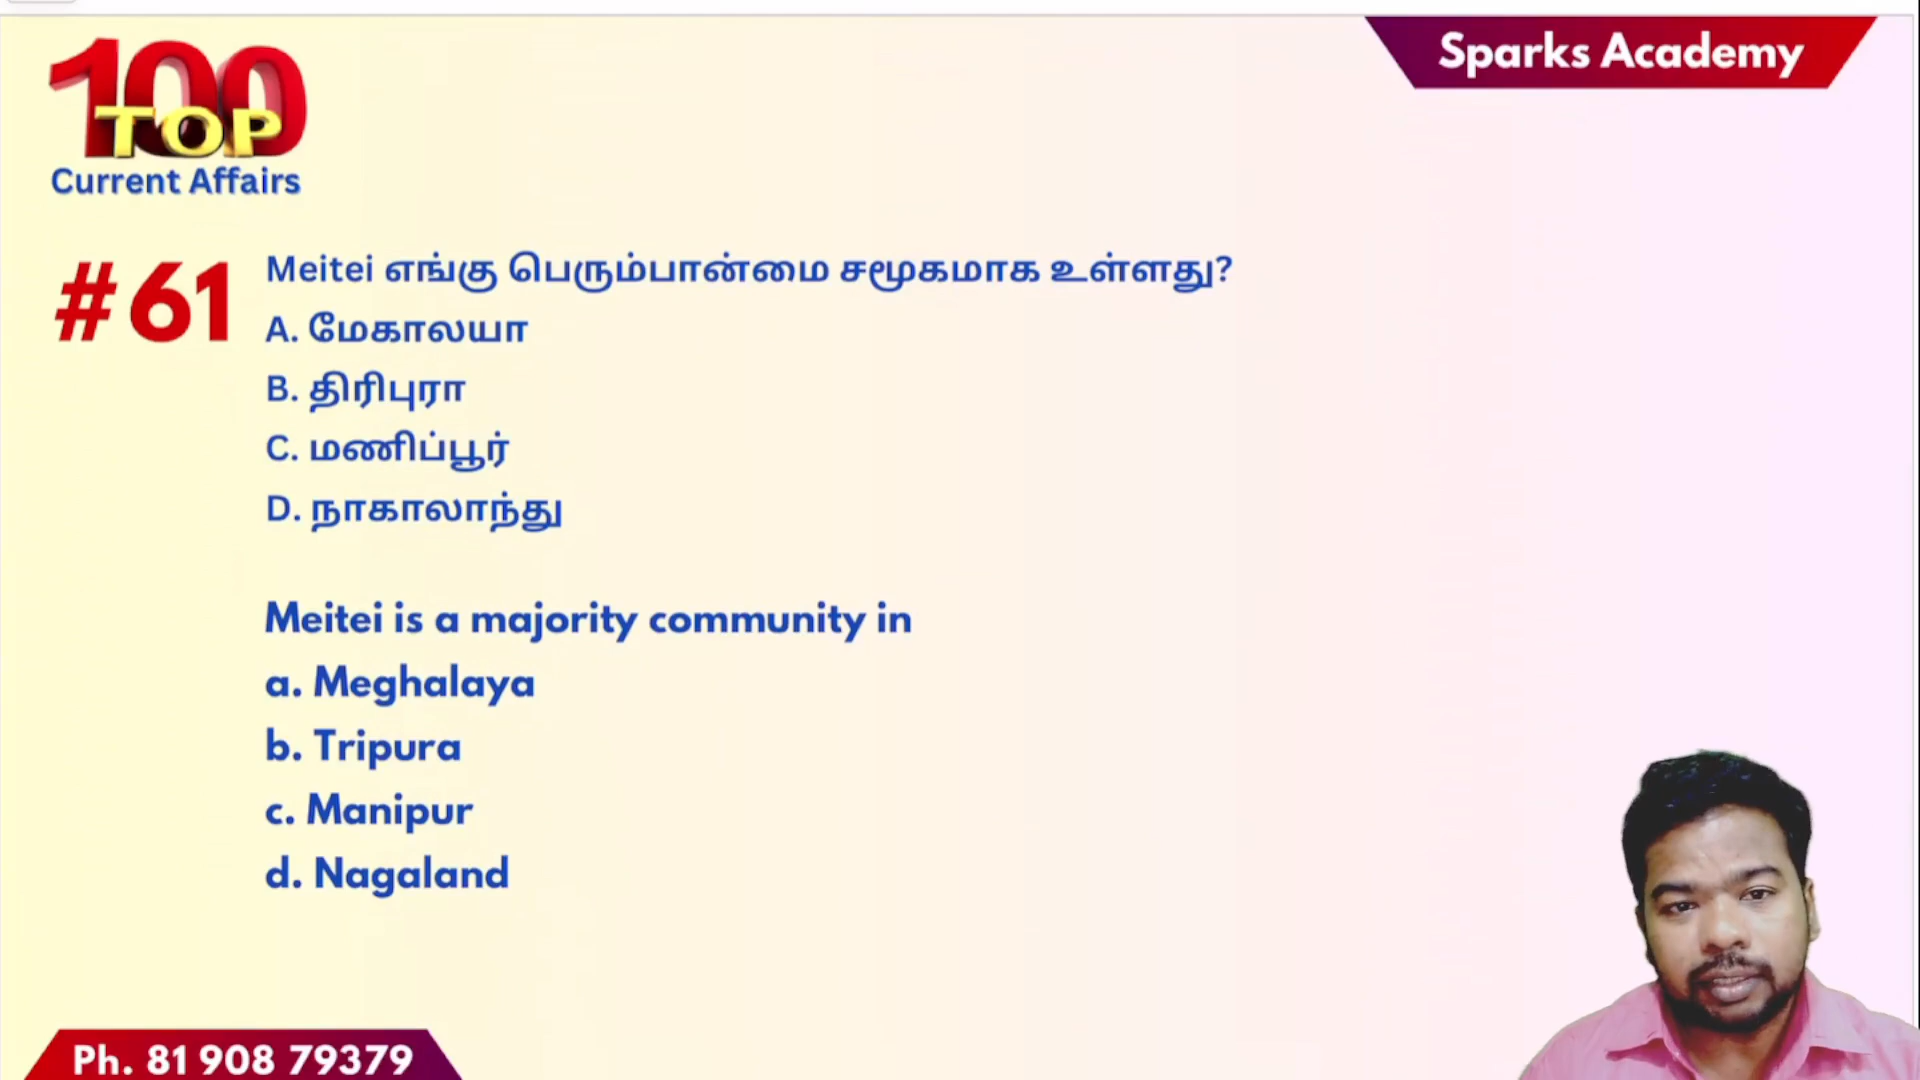 100
TOP
Current Affairs
Sparks Academy
#61
Meitei எங்கு பெரும்பான்மை சமூகமாக உள்ளது?
A. மேகாலயா
B. திரிபுரா
C. மணிப்பூர்
D. நாகாலாந்து
Meitei is a majority community in
a. Meghalaya
b. Tripura
c. Manipur
d. Nagaland
Ph. 81 908 79379